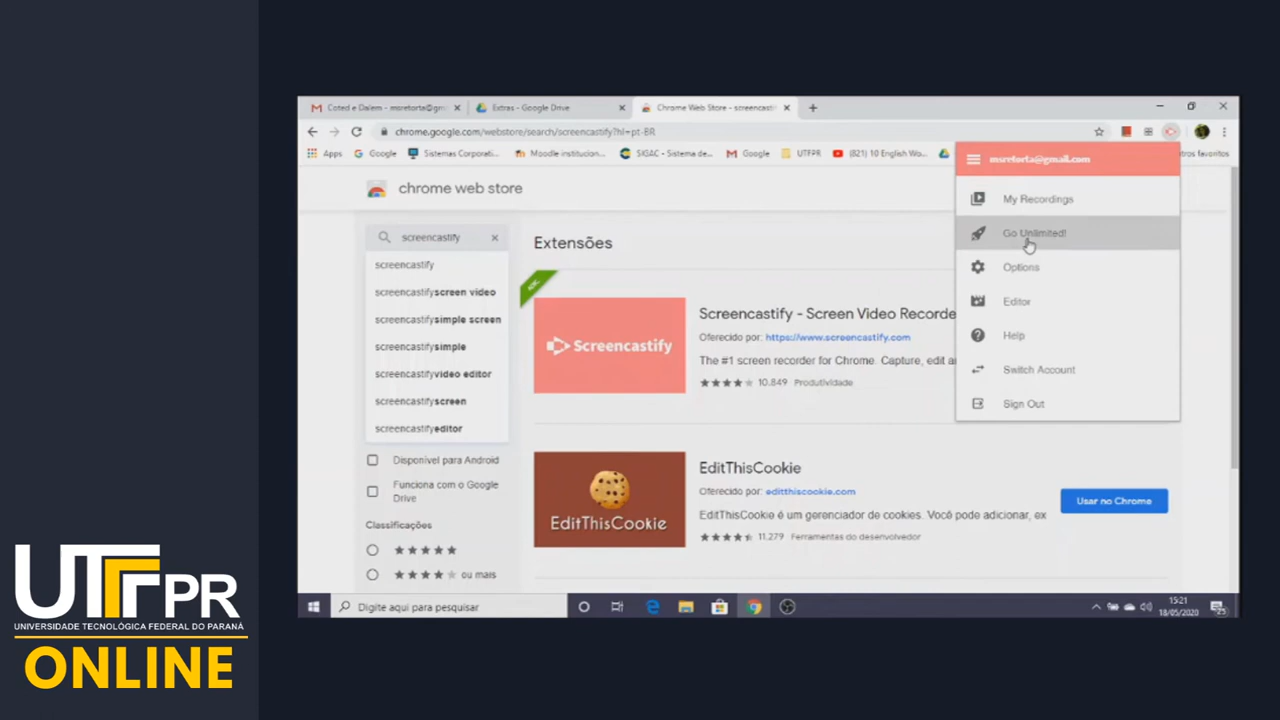 Coted e Dalem - msretorta@gm
Extras - Google Drive
Chrome Web Store - screencasti
chrome.google.com/webstore/search/screencastify?hl=pt-BR
Apps
Google
Sistemas Corporati...
Moodle institucion...
SIGAC - Sistema de...
Google
UTFPR
(821) 10 English Wo...
utros favoritos
msretorta@gmail.com
My Recordings
Go Unlimited!
Options
Editor
Help
Switch Account
Sign Out
chrome web store
screencastify
screencastify
screencastifyscreen video
screencastifysimple screen
screencastifysimple
screencastifyvideo editor
screencastifyscreen
screencastifyeditor
Disponível para Android
Funciona com o Google
Drive
Classificações
ou mais
Extensões
Screencastify
Screencastify - Screen Video Recorde
Oferecido por: https://www.screencastify.com
The #1 screen recorder for Chrome. Capture, edit a
10.849 Produtividade
EditThisCookie
EditThisCookie
Oferecido por: editthiscookie.com
EditThisCookie é um gerenciador de cookies. Você pode adicionar, ex
11.279 Ferramentas do desenvolvedor
Usar no Chrome
Digite aqui para pesquisar
15:21
18/05/2020
UTFPR
UNIVERSIDADE TECNOLÓGICA FEDERAL DO PARANÁ
ONLINE